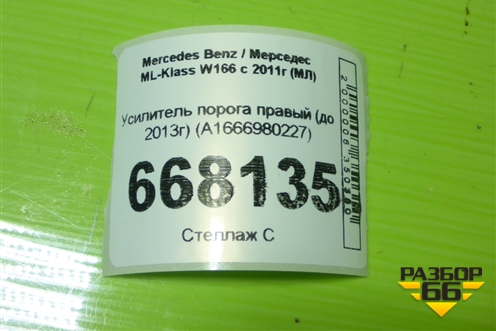 Mercedes Benz / Мерседес
ML-Klass W166 с 2011г (МЛ)
Усилитель порога правый (до
2013г) (A1666980227)
668135
Стеллаж С
РАЗБОР
66